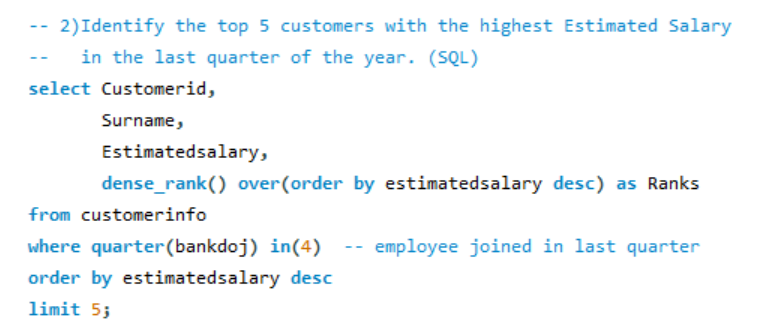 -- 2)Identify the top 5 customers with the highest Estimated Salary
--   in the last quarter of the year. (SQL)
select Customerid,
       Surname,
       Estimatedsalary,
       dense_rank() over(order by estimatedsalary desc) as Ranks
from customerinfo
where quarter(bankdoj) in(4)  -- employee joined in last quarter
order by estimatedsalary desc
limit 5;